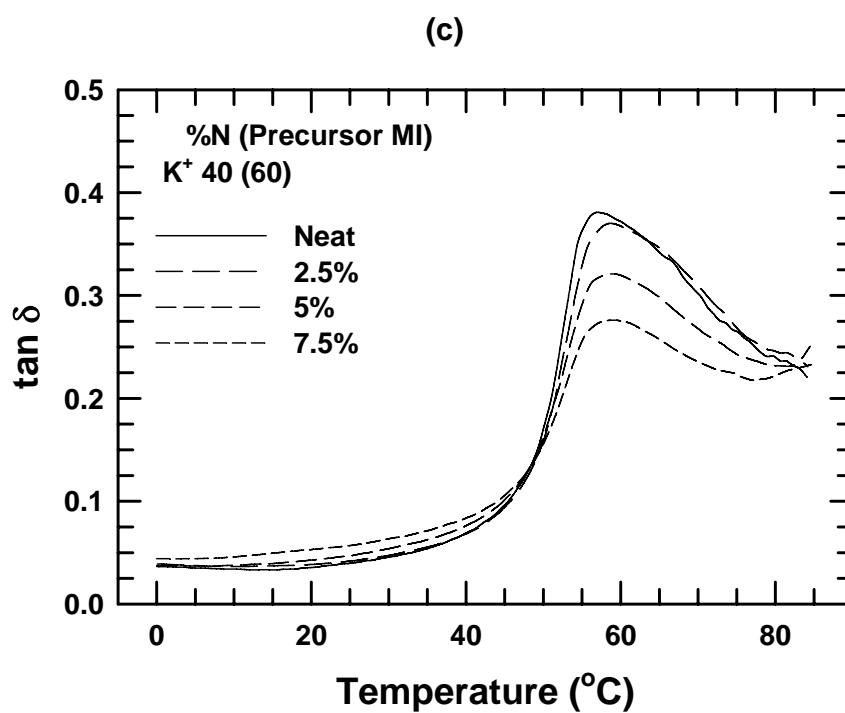 (c)
0.5
0.4
0.3
0.2
0.1
0.0
tan δ
%N (Precursor MI)
K⁺ 40 (60)
Neat
2.5%
5%
7.5%
0 20 40 60 80
Temperature (°C)